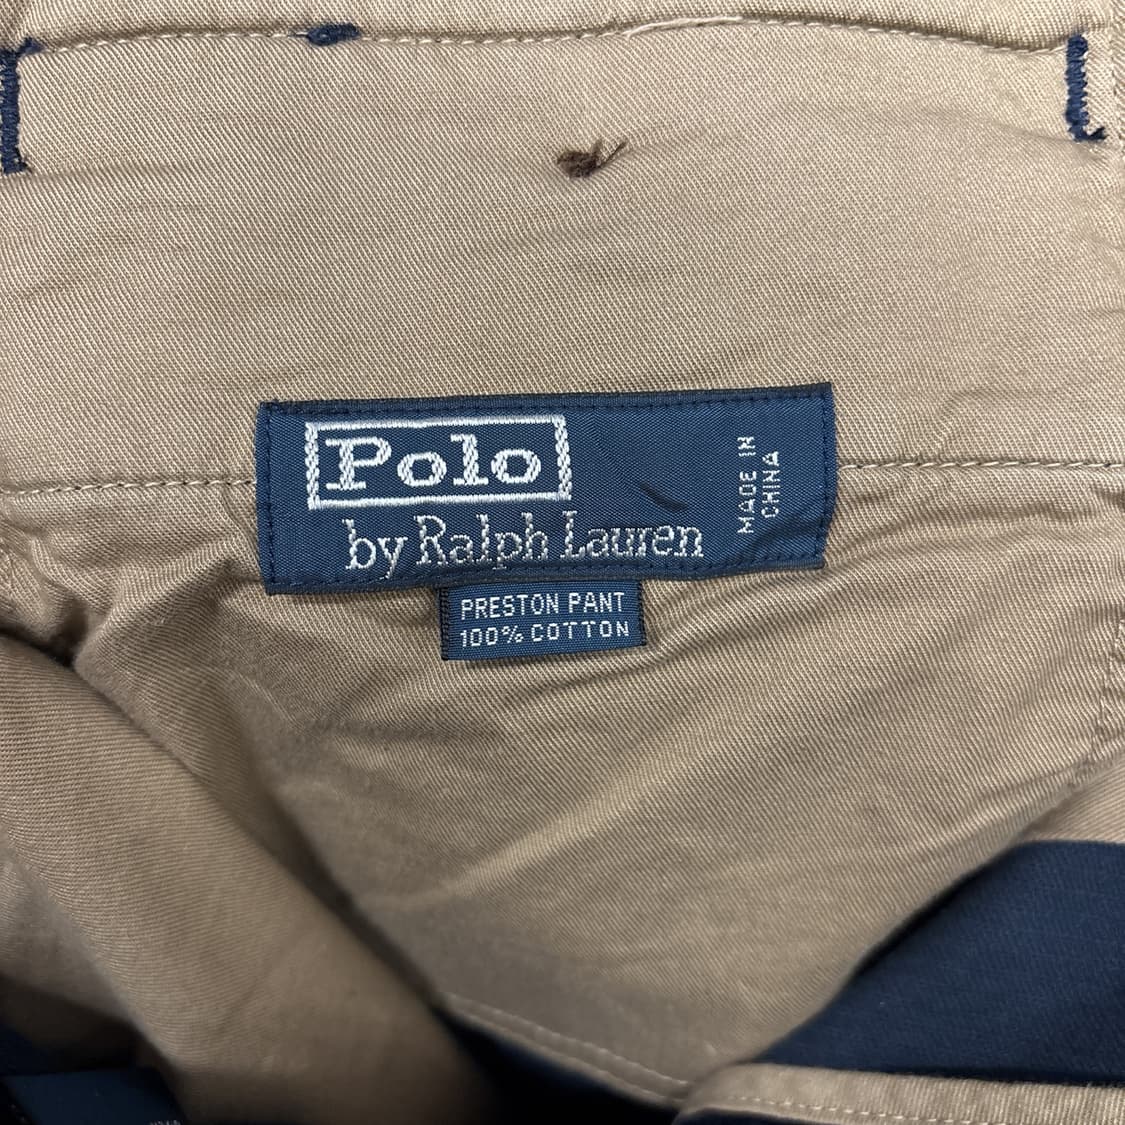 Polo
by Ralph Lauren
MADE IN
CHINA
PRESTON PANT
100% COTTON